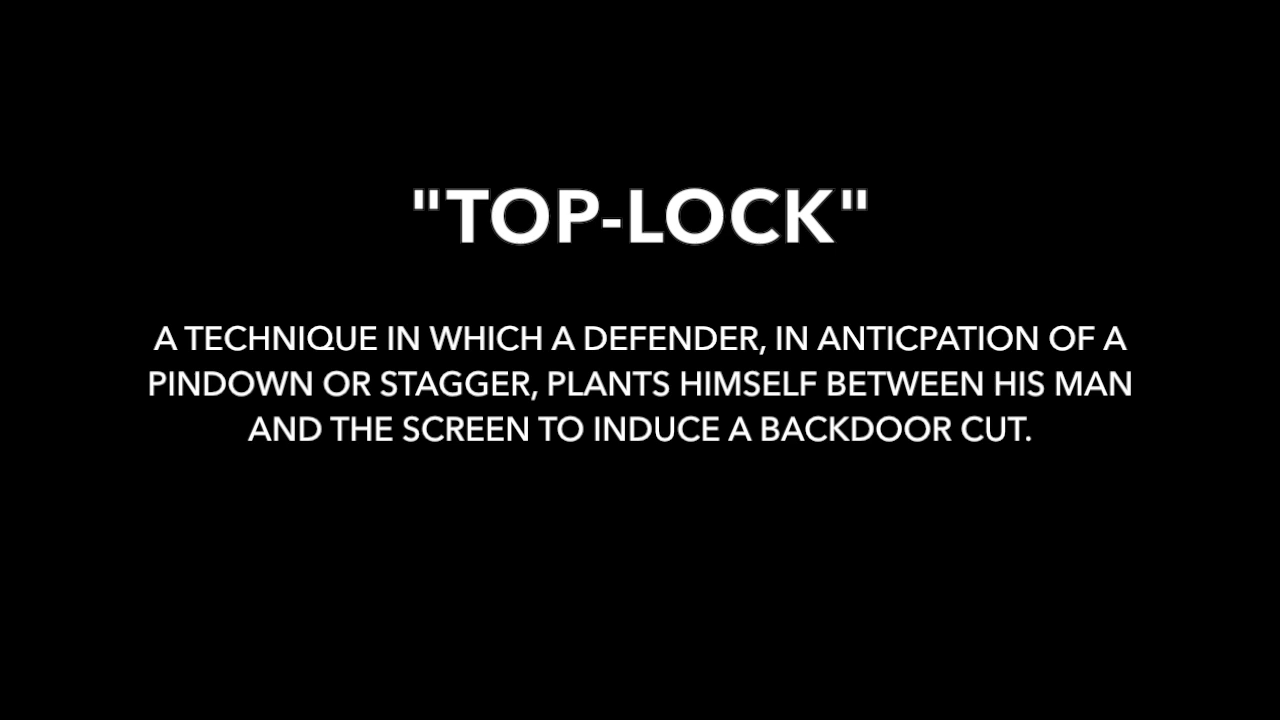 "TOP-LOCK"
A TECHNIQUE IN WHICH A DEFENDER, IN ANTICPATION OF A
PINDOWN OR STAGGER, PLANTS HIMSELF BETWEEN HIS MAN
AND THE SCREEN TO INDUCE A BACKDOOR CUT.